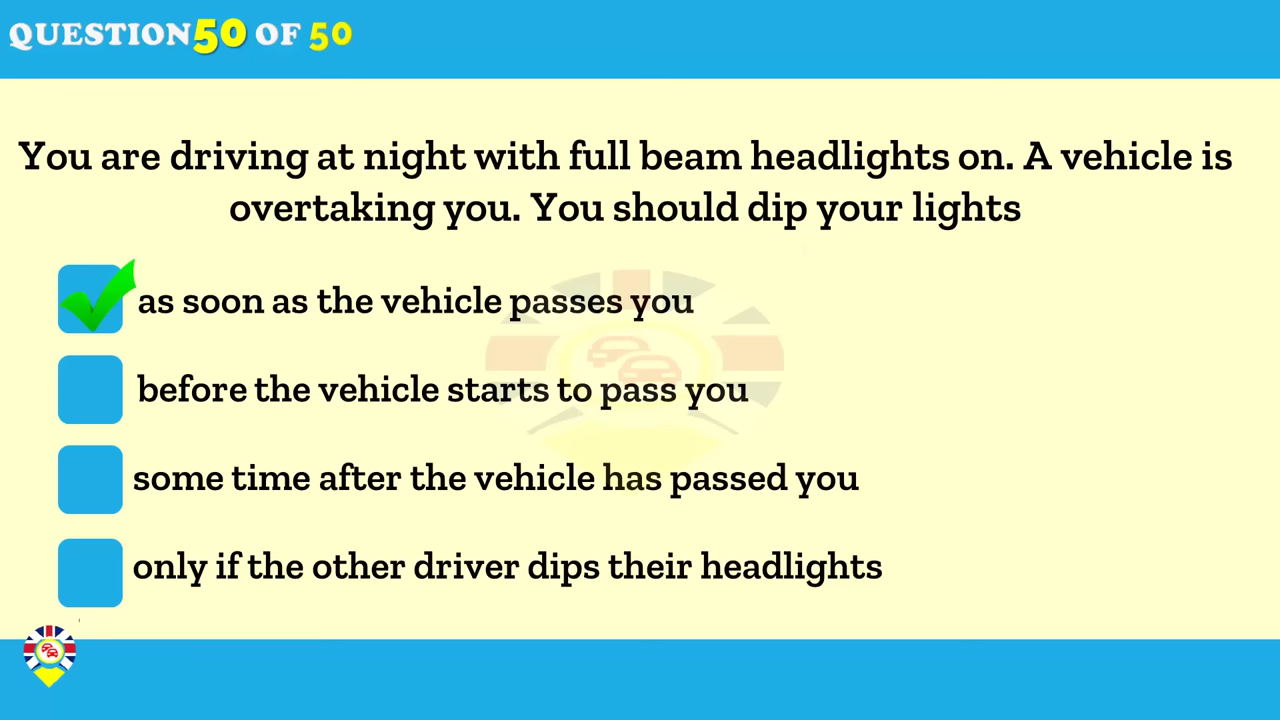 QUESTION 50 OF 50
You are driving at night with full beam headlights on. A vehicle is
overtaking you. You should dip your lights
as soon as the vehicle passes you
before the vehicle starts to pass you
some time after the vehicle has passed you
only if the other driver dips their headlights